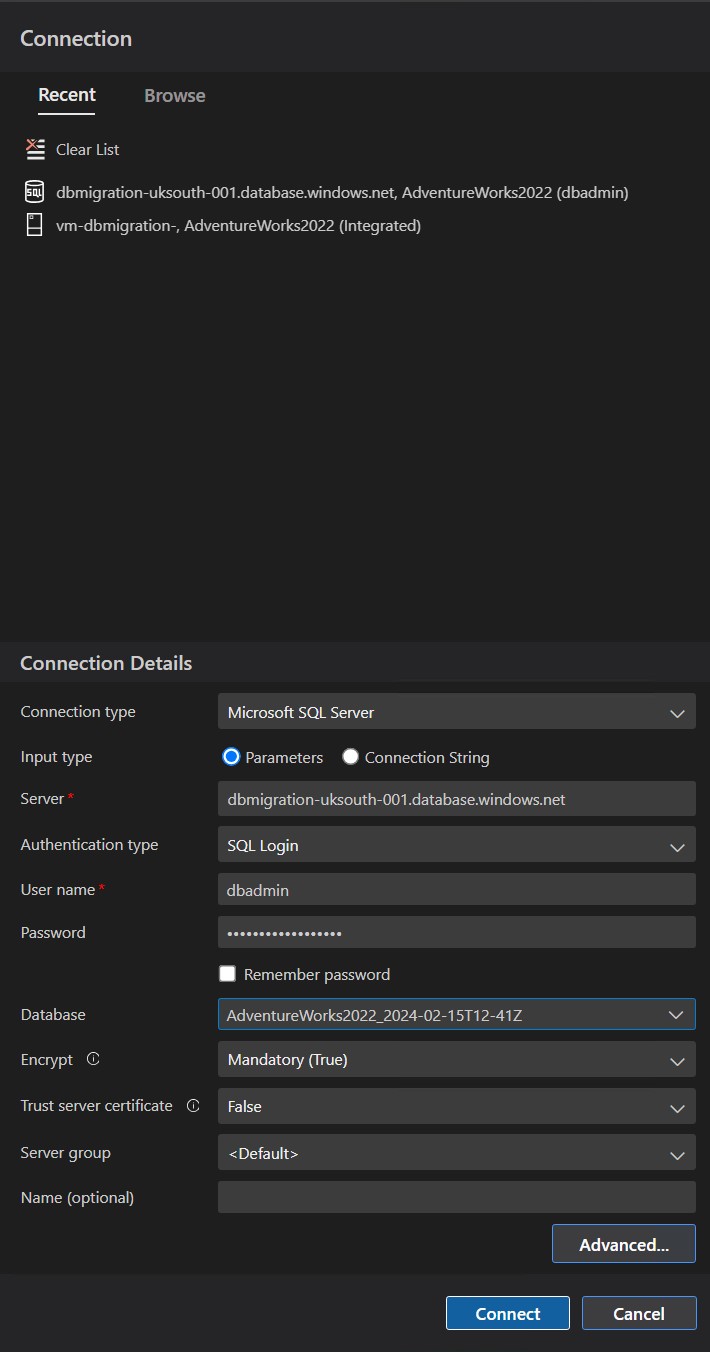 Connection
Recent Browse
Clear List
dbmigration-uksouth-001.database.windows.net, AdventureWorks2022 (dbadmin)
vm-dbmigration-, AdventureWorks2022 (Integrated)
Connection Details
Connection type Microsoft SQL Server
Input type Parameters Connection String
Server * dbmigration-uksouth-001.database.windows.net
Authentication type SQL Login
User name * dbadmin
Password ••••••••••••••••••
Remember password
Database AdventureWorks2022_2024-02-15T12-41Z
Encrypt Mandatory (True)
Trust server certificate False
Server group <Default>
Name (optional)
Advanced...
Connect Cancel